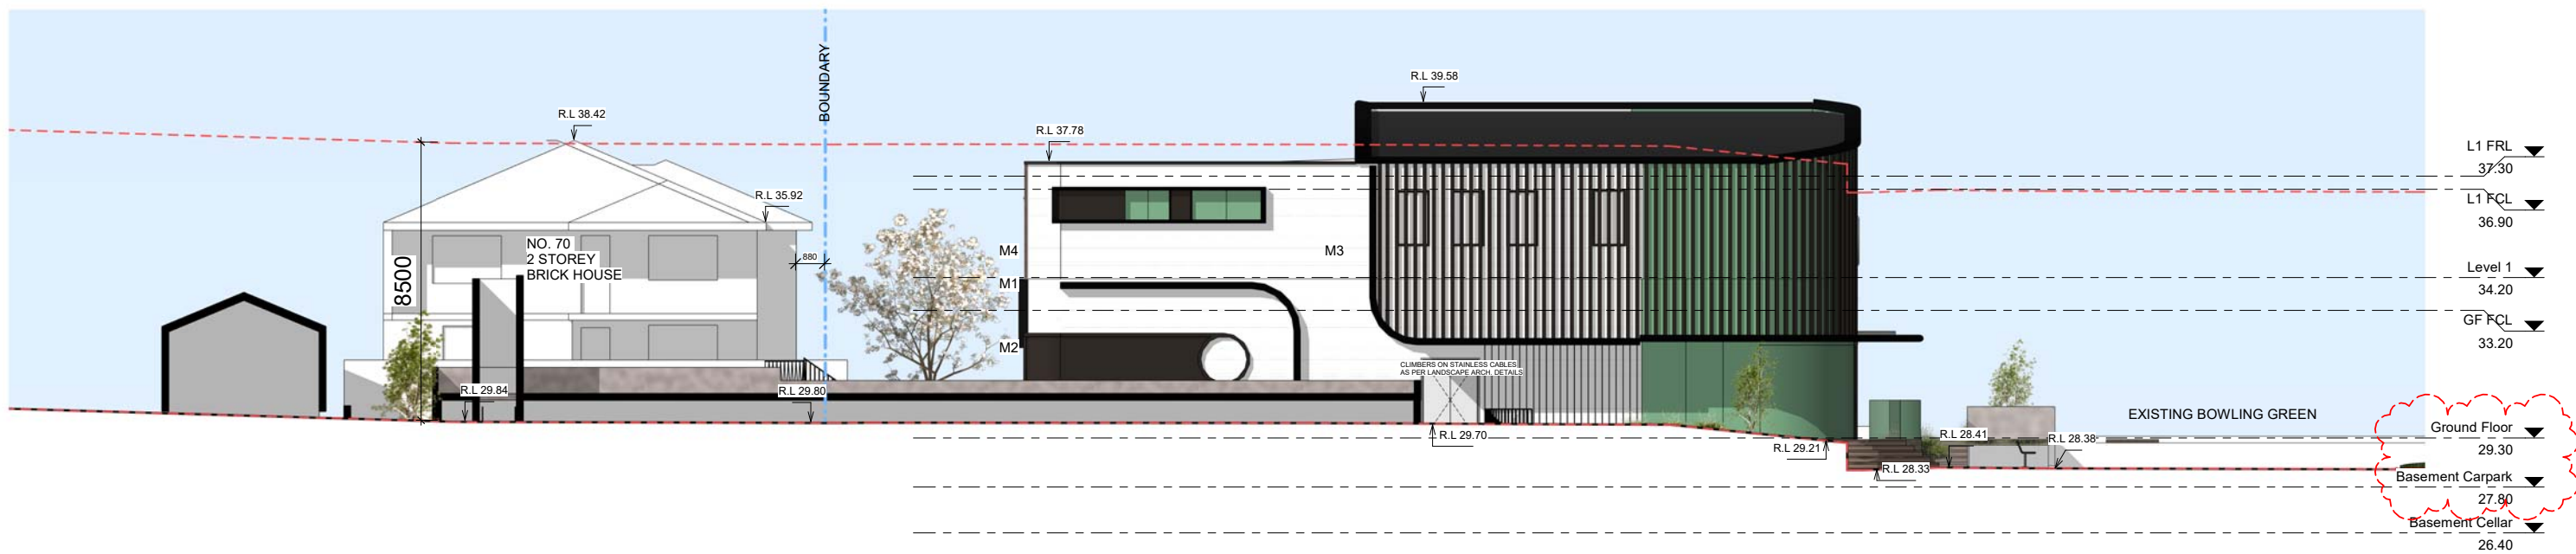 BOUNDARY
R.L 39.58
R.L 38.42
R.L 37.78
L1 FRL
37.30
R.L 35.92
L1 FCL
36.90
NO. 70
2 STOREY
BRICK HOUSE
8500
880
M4
M3
M1
M2
Level 1
34.20
GF FCL
33.20
CLIMBERS ON STAINLESS CABLES
AS PER LANDSCAPE ARCH. DETAILS
R.L 29.84
R.L 29.80
R.L 29.70
R.L 29.21
R.L 28.33
R.L 28.41
R.L 28.38
EXISTING BOWLING GREEN
Ground Floor
29.30
Basement Carpark
27.80
Basement Cellar
26.40